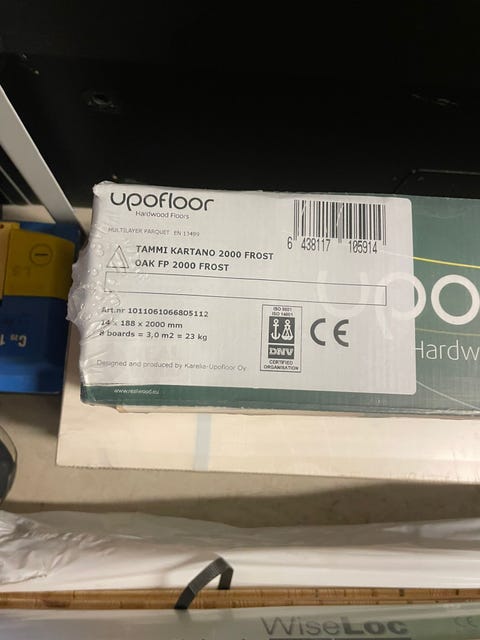 upofloor
Hardwood Floors
MULTILAYER PARQUET EN 13489
TAMMI KARTANO 2000 FROST
OAK FP 2000 FROST
6 438117 105914
Art.nr 1011061066805112
14 x 188 x 2000 mm
8 boards = 3,0 m2 = 23 kg
ISO 9001
ISO 14001
DNV
CERTIFIED
ORGANISATION
CE
Designed and produced by Karelia-Upofloor Oy
www.realwood.eu
upo
Hardw
WiseLoc
CE